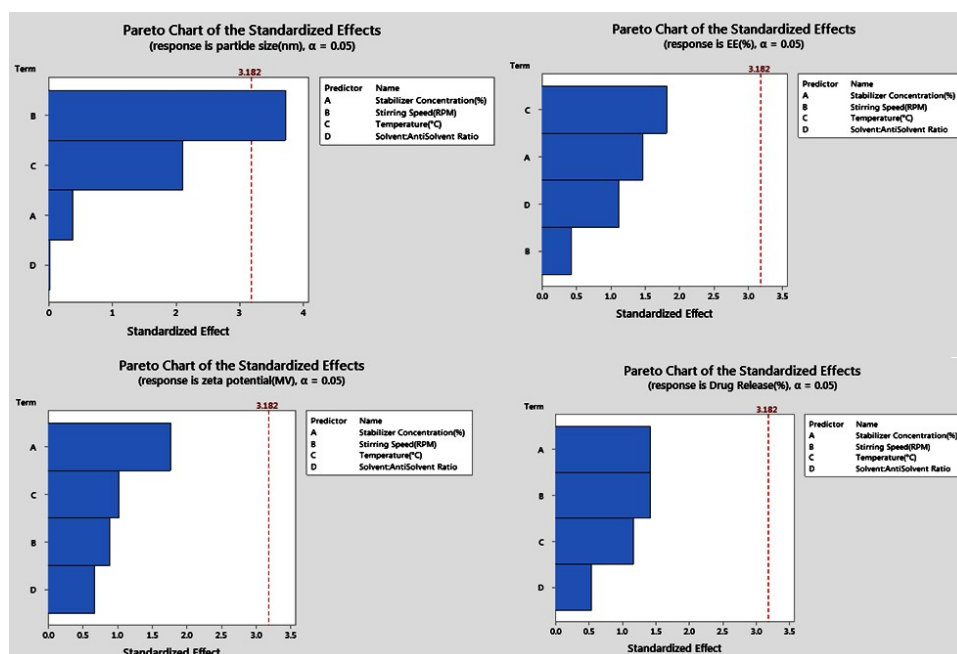 Pareto Chart of the Standardized Effects
(response is particle size(nm), α = 0.05)
Term
3.182
Predictor Name
A Stabilizer Concentration(%)
B Stirring Speed(RPM)
C Temperature(°C)
D Solvent:AntiSolvent Ratio
B
C
A
D
0 1 2 3 4
Standardized Effect
Pareto Chart of the Standardized Effects
(response is EE(%), α = 0.05)
Term
3.182
Predictor Name
A Stabilizer Concentration(%)
B Stirring Speed(RPM)
C Temperature(°C)
D Solvent:AntiSolvent Ratio
C
A
D
B
0.0 0.5 1.0 1.5 2.0 2.5 3.0 3.5
Standardized Effect
Pareto Chart of the Standardized Effects
(response is zeta potential(MV), α = 0.05)
Term
3.182
Predictor Name
A Stabilizer Concentration(%)
B Stirring Speed(RPM)
C Temperature(°C)
D Solvent:AntiSolvent Ratio
A
C
B
D
0.0 0.5 1.0 1.5 2.0 2.5 3.0 3.5
Standardized Effect
Pareto Chart of the Standardized Effects
(response is Drug Release(%), α = 0.05)
Term
3.182
Predictor Name
A Stabilizer Concentration(%)
B Stirring Speed(RPM)
C Temperature(°C)
D Solvent:AntiSolvent Ratio
A
B
C
D
0.0 0.5 1.0 1.5 2.0 2.5 3.0 3.5
Standardized Effect